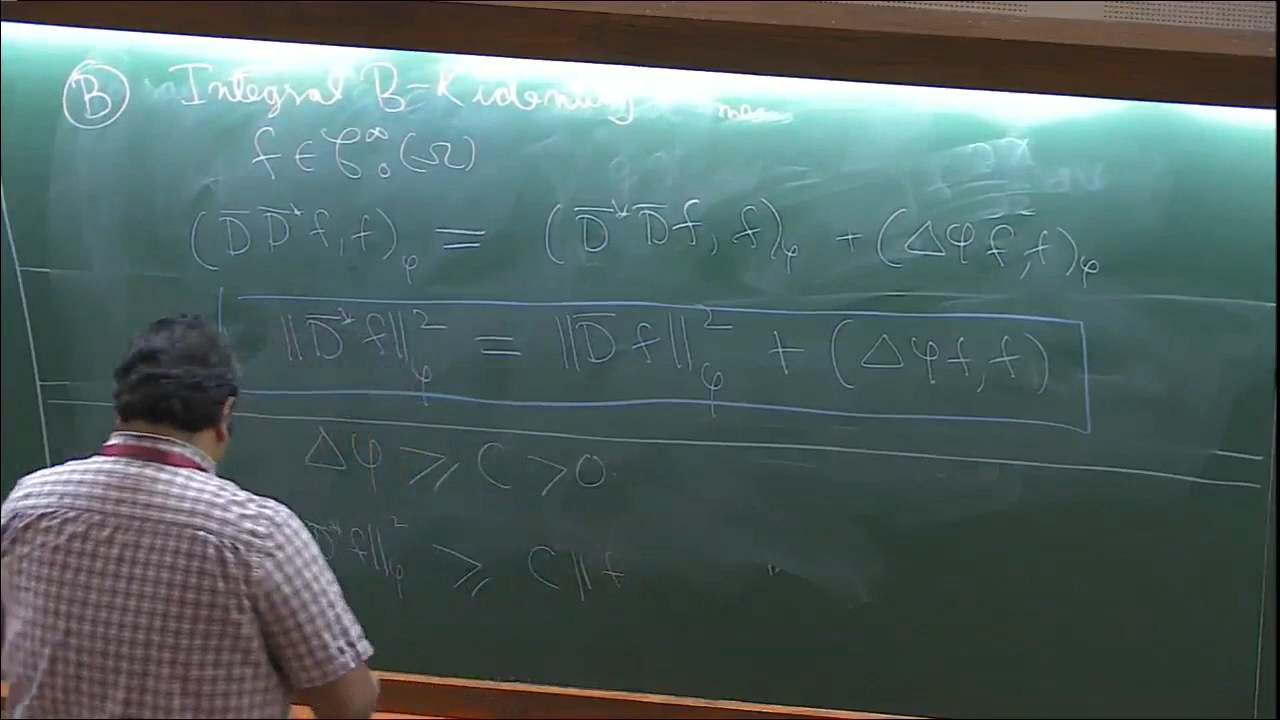 Ⓑ Integral B-K identity
f ∈ 𝒞₀^∞(Ω)
(D̄ D̄* f, f)_φ = (D̄* D̄ f, f)_φ + (Δφ f, f)_φ
‖D̄* f‖²_φ = ‖D̄ f‖²_φ + (Δφ f, f)
Δφ ≥ C > 0.
D̄* f‖²_φ ≥ C‖f